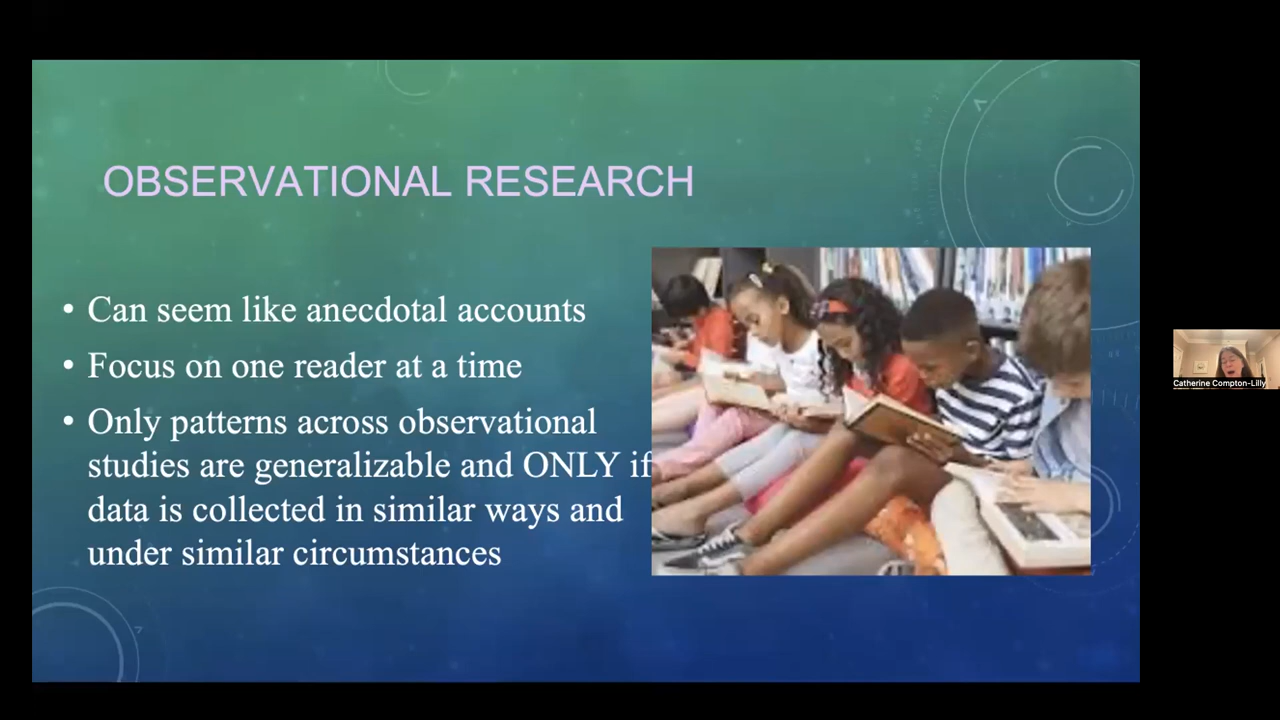 OBSERVATIONAL RESEARCH
• Can seem like anecdotal accounts
• Focus on one reader at a time
• Only patterns across observational
studies are generalizable and ONLY if
data is collected in similar ways and
under similar circumstances
Catherine Compton-Lilly